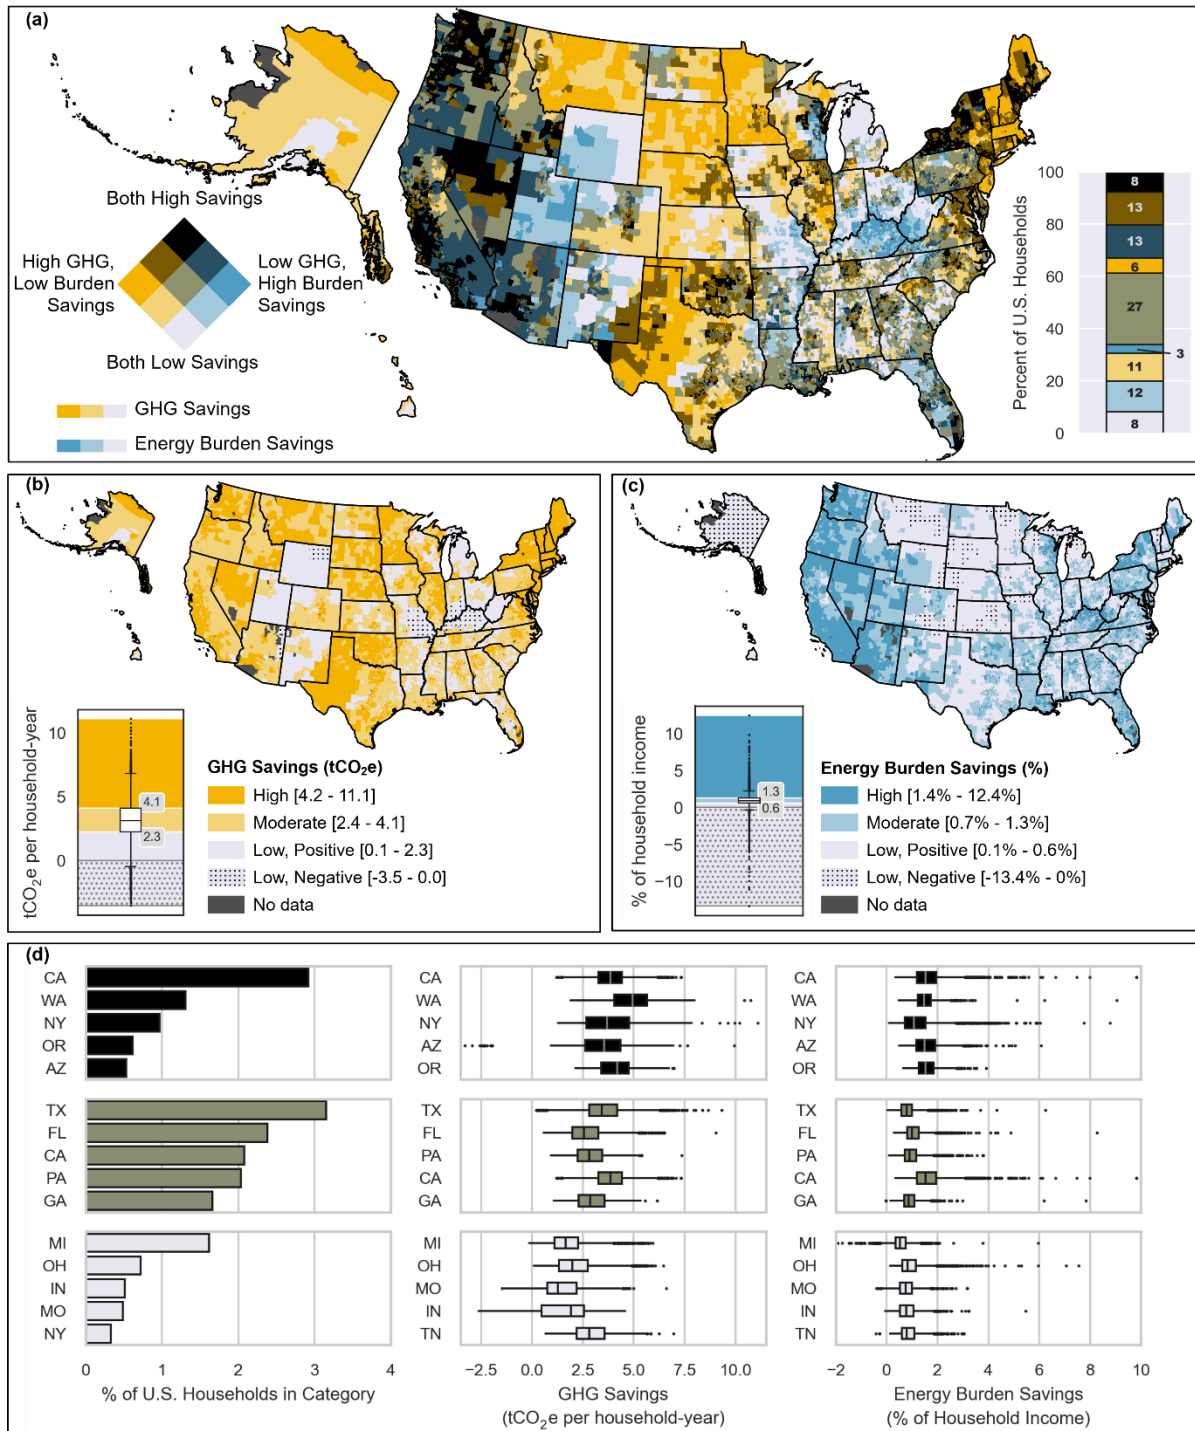 (a)
Both High Savings
High GHG,
Low Burden
Savings
Low GHG,
High Burden
Savings
Both Low Savings
GHG Savings
Energy Burden Savings
Percent of U.S. Households
100
80
60
40
20
0
8
13
13
6
27
3
11
12
8
(b)
tCO₂e per household-year
10
5
0
4.1
2.3
GHG Savings (tCO₂e)
High [4.2 - 11.1]
Moderate [2.4 - 4.1]
Low, Positive [0.1 - 2.3]
Low, Negative [-3.5 - 0.0]
No data
(c)
% of household income
10
5
0
−5
−10
1.3
0.6
Energy Burden Savings (%)
High [1.4% - 12.4%]
Moderate [0.7% - 1.3%]
Low, Positive [0.1% - 0.6%]
Low, Negative [-13.4% - 0%]
No data
(d)
CA
WA
NY
OR
AZ
TX
FL
CA
PA
GA
MI
OH
IN
MO
NY
0 1 2 3 4
% of U.S. Households in Category
CA
WA
NY
AZ
OR
TX
FL
PA
CA
GA
MI
OH
MO
IN
TN
−2.5 0.0 2.5 5.0 7.5 10.0
GHG Savings
(tCO₂e per household-year)
CA
WA
NY
AZ
OR
TX
FL
PA
CA
GA
MI
OH
MO
IN
TN
−2 0 2 4 6 8 10
Energy Burden Savings
(% of Household Income)